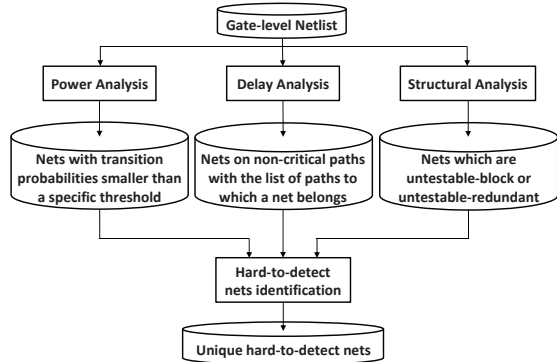 Gate-level Netlist
Power Analysis
Delay Analysis
Structural Analysis
Nets with transition
probabilities smaller than
a specific threshold
Nets on non-critical paths
with the list of paths to
which a net belongs
Nets which are
untestable-block or
untestable-redundant
Hard-to-detect
nets identification
Unique hard-to-detect nets